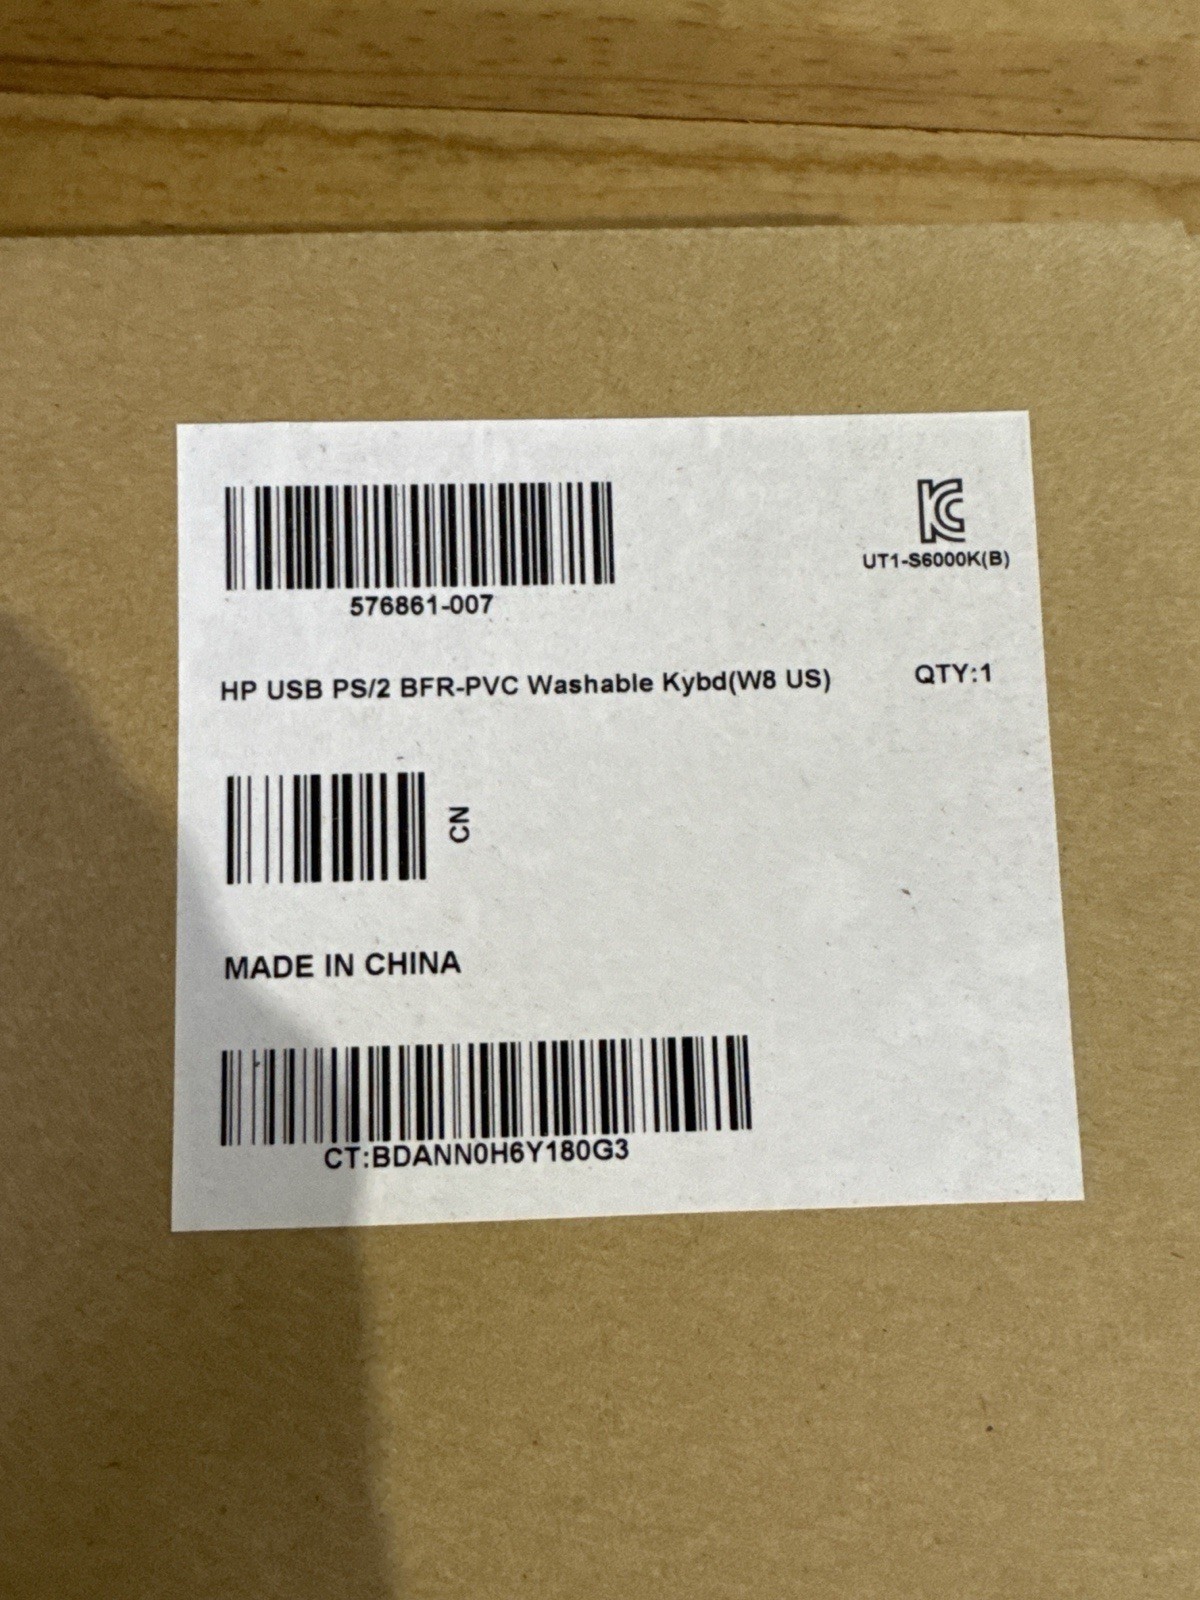 576861-007
KC
UT1-S6000K(B)
HP USB PS/2 BFR-PVC Washable Kybd(W8 US)
QTY:1
CN
MADE IN CHINA
CT:BDANN0H6Y180G3